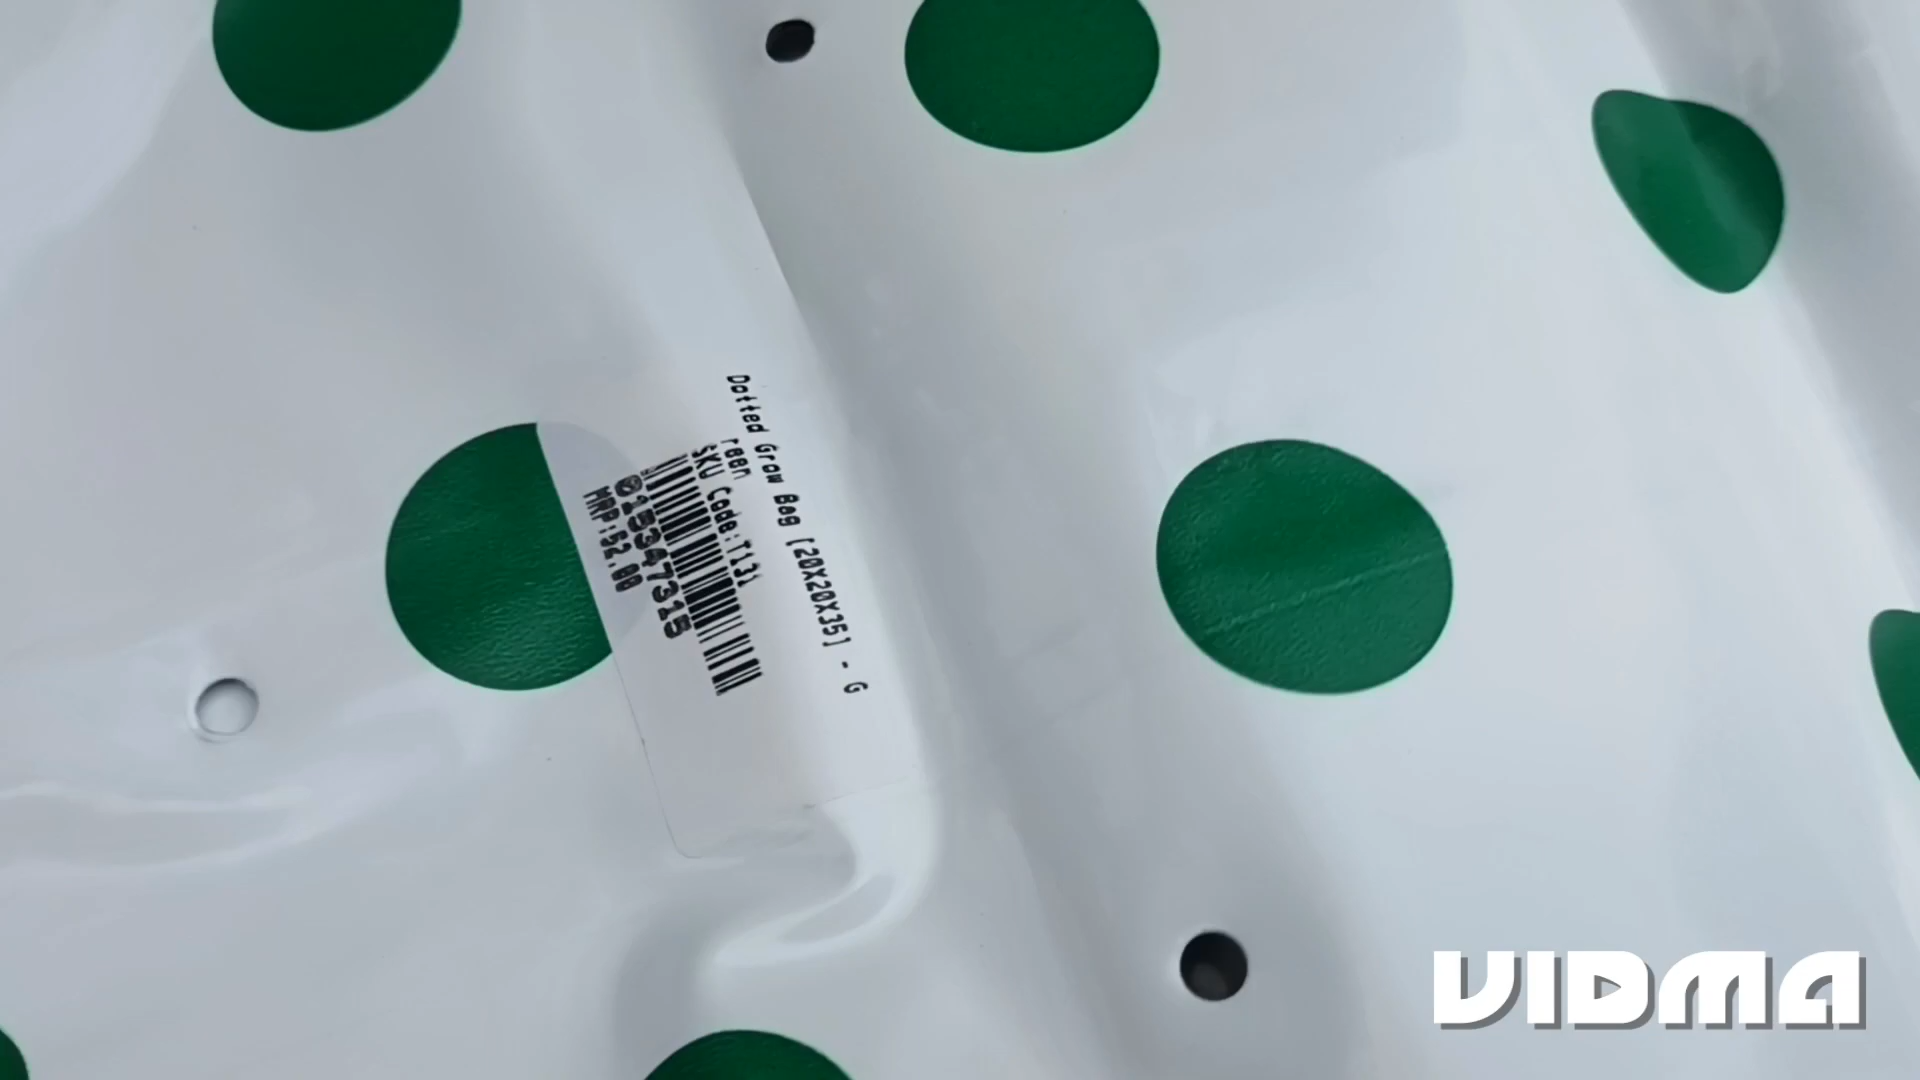 Dotted Grow Bag [20X20X35] - G
reen
SKU Code:T131
015347315
MRP:52.00
VIDMA